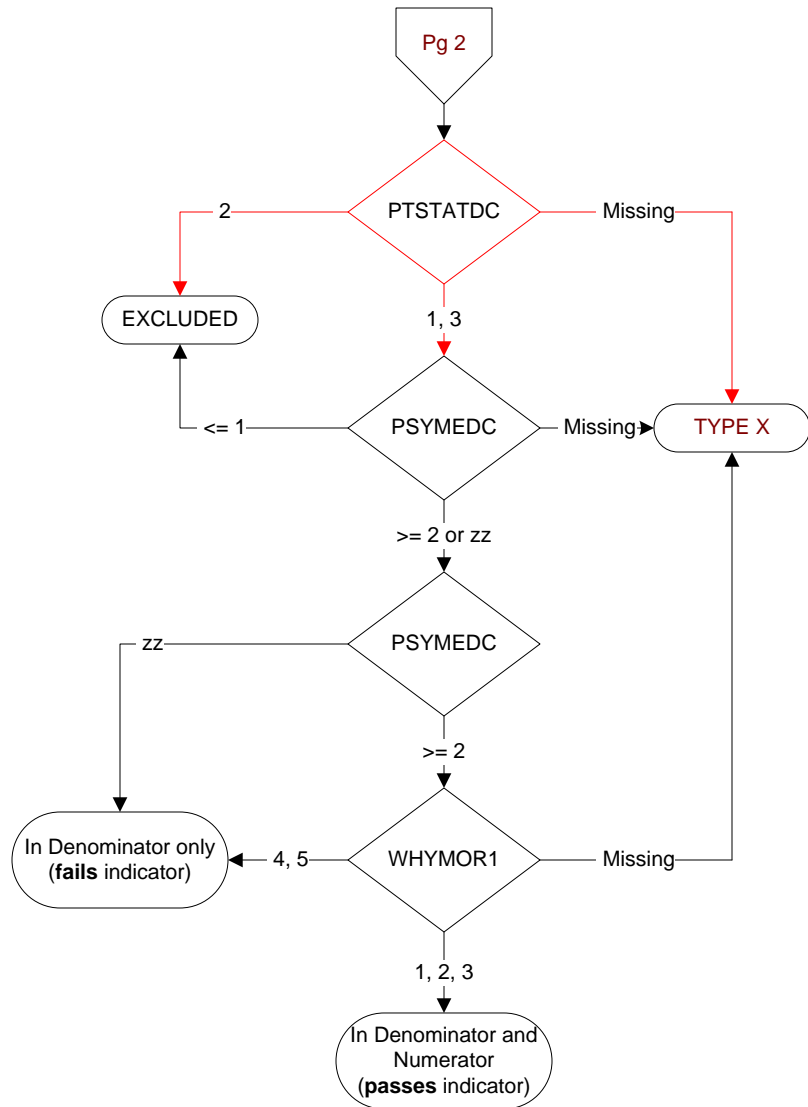 Pg 2
PTSTATDC
2
Missing
EXCLUDED
1, 3
PSYMEDC
<= 1
Missing
TYPE X
>= 2 or zz
PSYMEDC
zz
>= 2
In Denominator only
(fails indicator)
4, 5
WHYMOR1
Missing
1, 2, 3
In Denominator and
Numerator
(passes indicator)